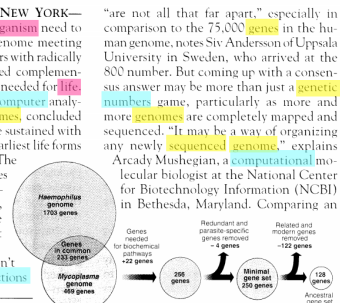 NEW YORK—
ganism need to
enome meeting
rs with radically
d complemen-
needed for life.
omputer analy-
mes, concluded
e sustained with
arliest life forms
The
es
"are not all that far apart," especially in
comparison to the 75,000 genes in the hu-
man genome, notes Siv Andersson of Uppsala
University in Sweden, who arrived at the
800 number. But coming up with a consen-
sus answer may be more than just a genetic
numbers game, particularly as more and
more genomes are completely mapped and
sequenced. "It may be a way of organizing
any newly sequenced genome," explains
Arcady Mushegian, a computational mo-
lecular biologist at the National Center
for Biotechnology Information (NCBI)
in Bethesda, Maryland. Comparing an
Haemophilus
genome
1703 genes
Genes
in common
233 genes
Mycoplasma
genome
469 genes
n't
ctions
Genes
needed
for biochemical
pathways
+22 genes
256
genes
Redundant and
parasite-specific
genes removed
– 4 genes
Minimal
gene set
250 genes
Related and
modern genes
removed
–122 genes
128
genes
Ancestral
gene set